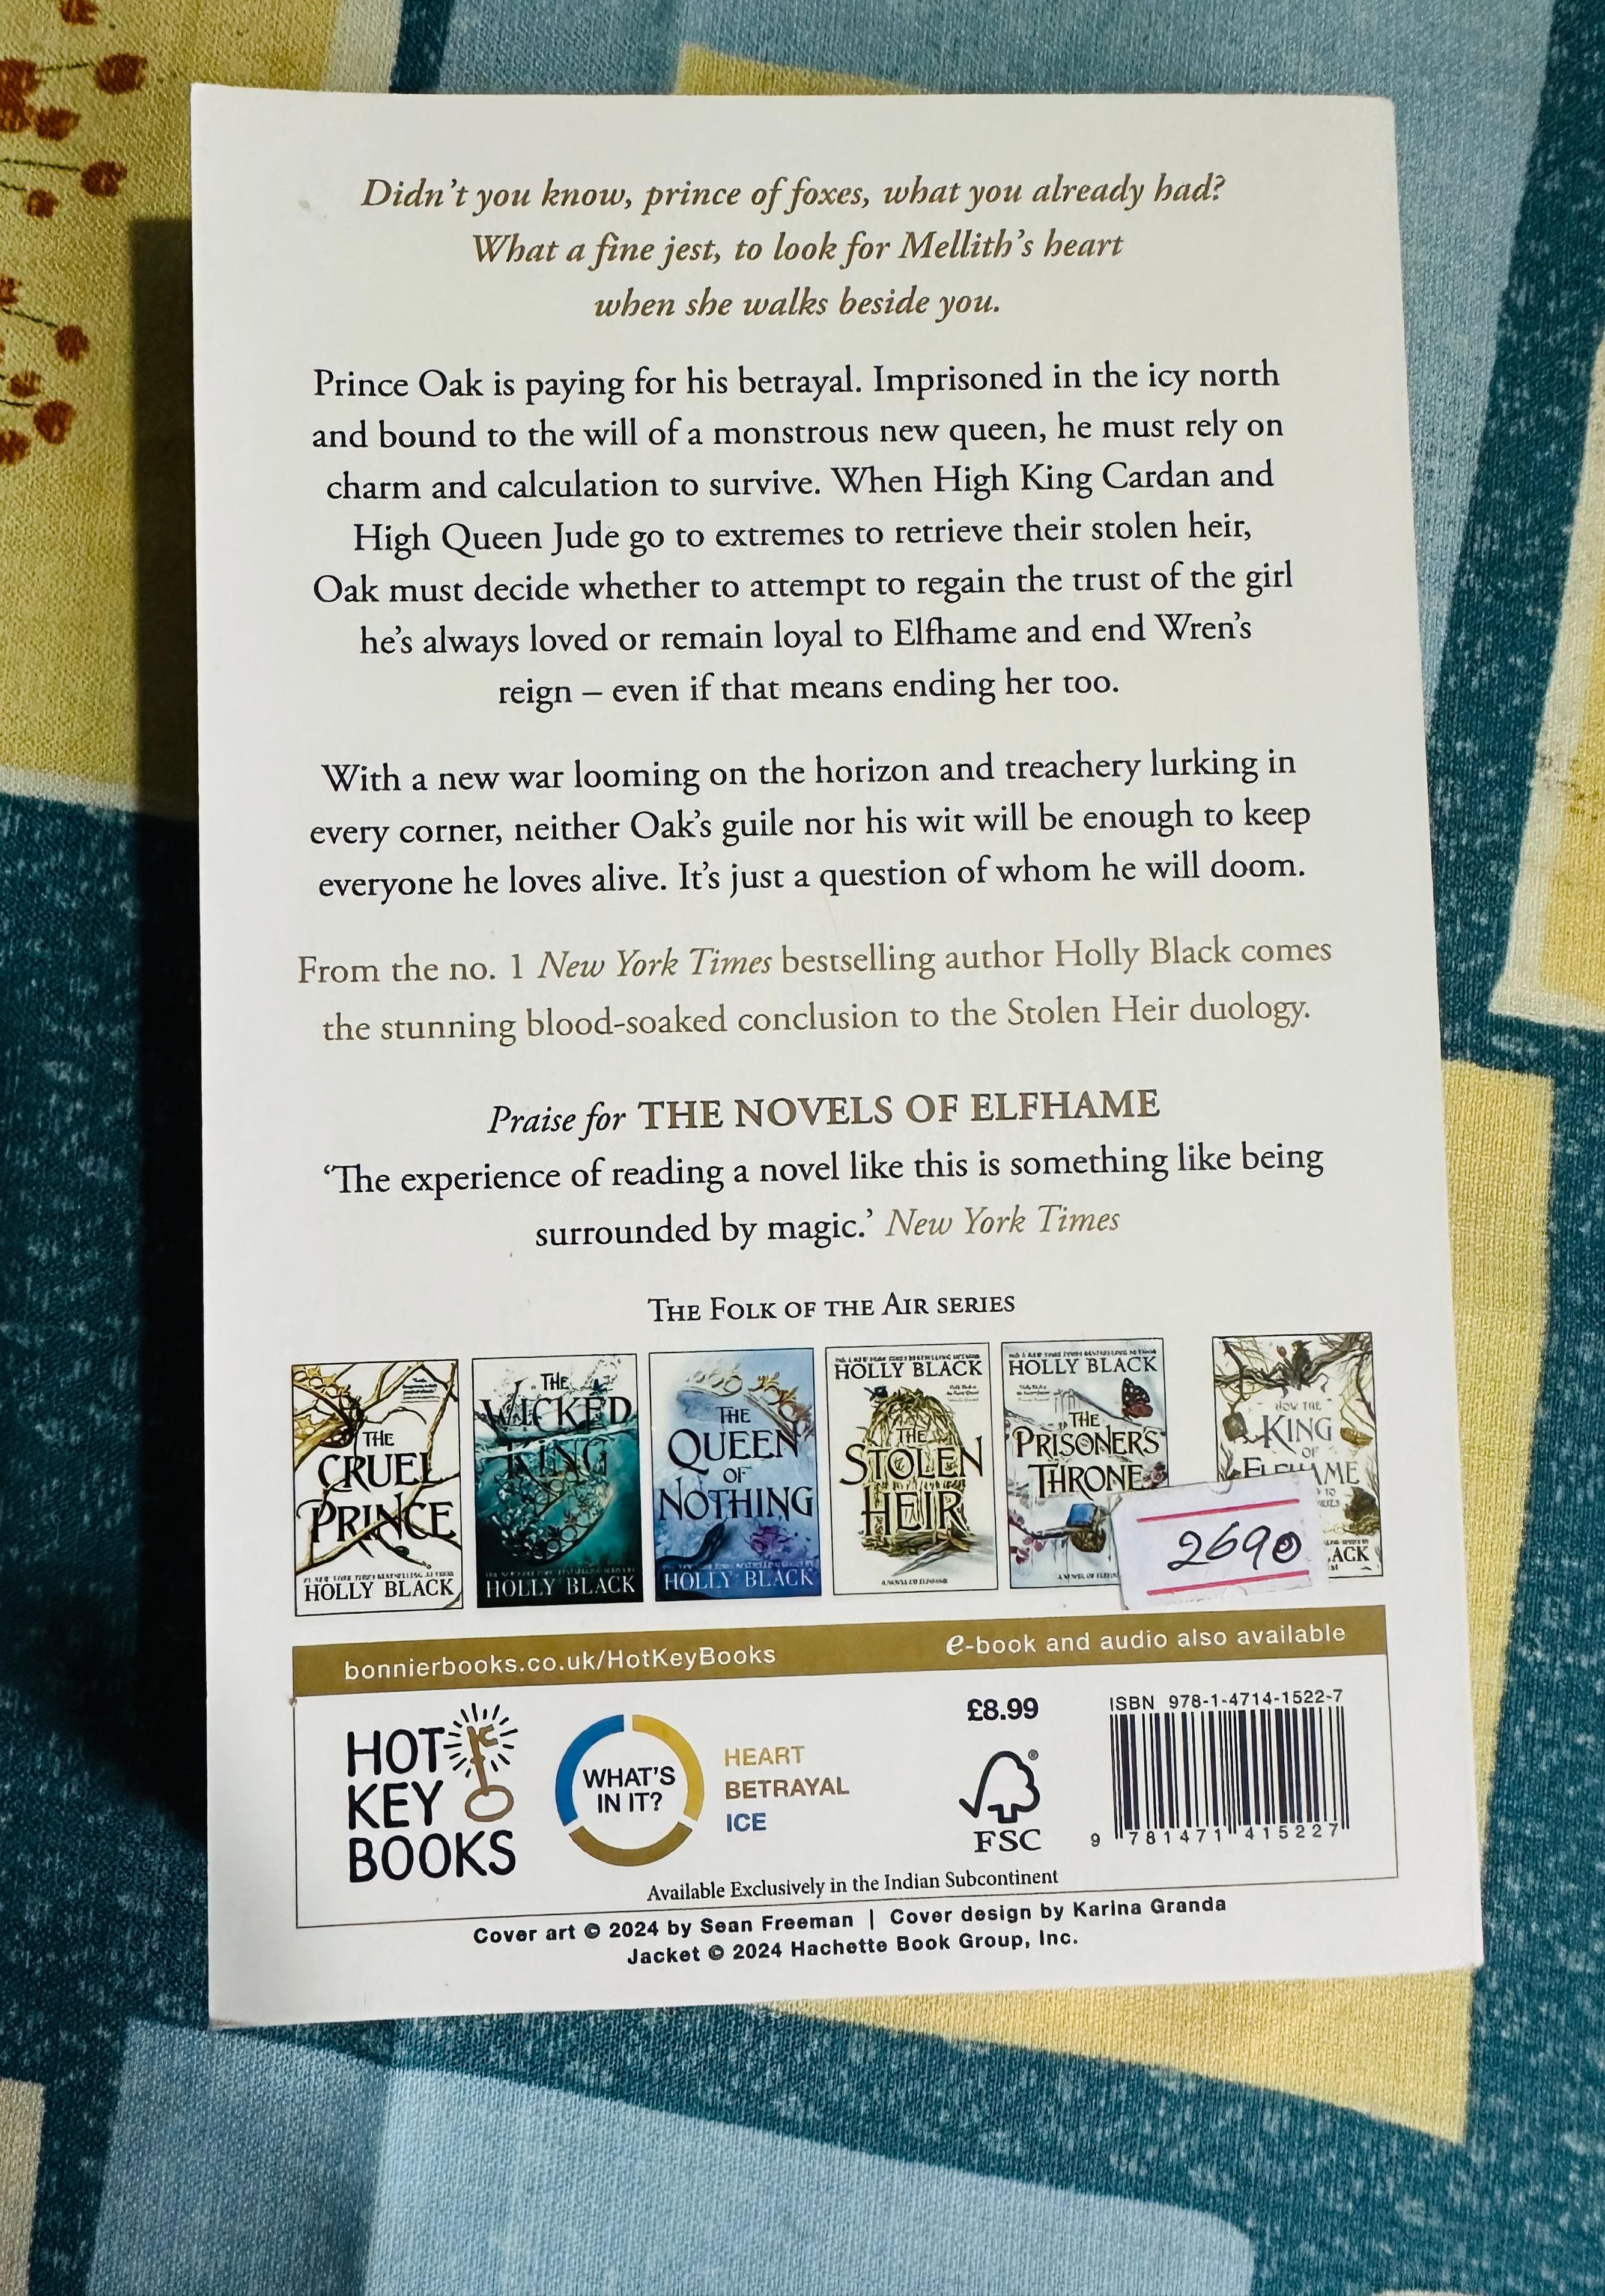 Didn't you know, prince of foxes, what you already had?
What a fine jest, to look for Mellith's heart
when she walks beside you.
Prince Oak is paying for his betrayal. Imprisoned in the icy north
and bound to the will of a monstrous new queen, he must rely on
charm and calculation to survive. When High King Cardan and
High Queen Jude go to extremes to retrieve their stolen heir,
Oak must decide whether to attempt to regain the trust of the girl
he's always loved or remain loyal to Elfhame and end Wren's
reign – even if that means ending her too.
With a new war looming on the horizon and treachery lurking in
every corner, neither Oak's guile nor his wit will be enough to keep
everyone he loves alive. It's just a question of whom he will doom.
From the no. 1 New York Times bestselling author Holly Black comes
the stunning blood-soaked conclusion to the Stolen Heir duology.
Praise for THE NOVELS OF ELFHAME
‘The experience of reading a novel like this is something like being
surrounded by magic.’ New York Times
THE FOLK OF THE AIR SERIES
THE
CRUEL
PRINCE
HOLLY BLACK
THE
WICKED
KING
HOLLY BLACK
THE
QUEEN
OF
NOTHING
HOLLY BLACK
HOLLY BLACK
THE
STOLEN
HEIR
A NOVEL OF ELFHAME
HOLLY BLACK
THE
PRISONER'S
THRONE
HOW THE
KING
OF
ELFHAME
ACK
2690
bonnierbooks.co.uk/HotKeyBooks
e-book and audio also available
HOT
KEY
BOOKS
WHAT'S
IN IT?
HEART
BETRAYAL
ICE
£8.99
FSC
®
ISBN 978-1-4714-1522-7
9 781471 415227
Available Exclusively in the Indian Subcontinent
Cover art © 2024 by Sean Freeman | Cover design by Karina Granda
Jacket © 2024 Hachette Book Group, Inc.